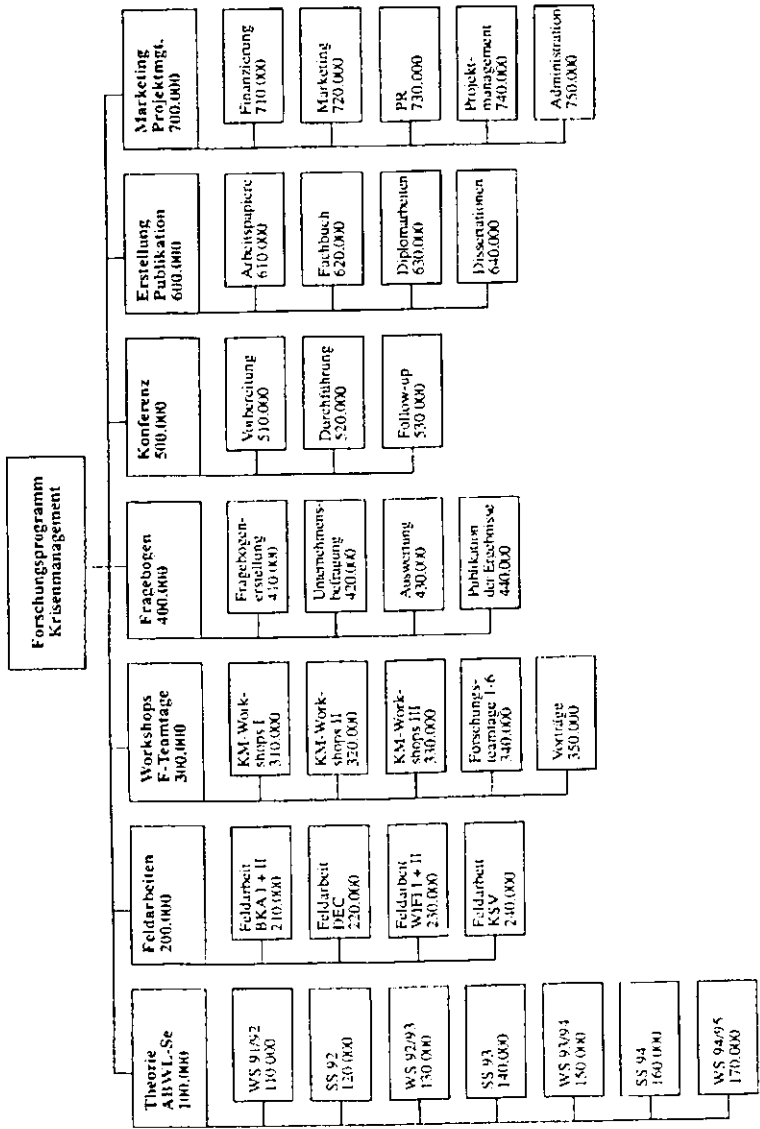 Forschungsprogramm
Krisenmanagement
Theorie
ABWL-Se
100.000
WS 91/92
110 000
SS 92
120 000
WS 92/93
130 000
SS 93
140.000
WS 93/94
150 000
SS 94
160 000
WS 94/95
170.000
Feldarbeiten
200.000
Feldarbeit
BKA I + II
210.000
Feldarbeit
DEC
220.000
Feldarbeit
WIFI I + II
230.000
Feldarbeit
KSV
240.000
Workshops
F-Teamtage
300.000
KM-Work-
shops I
310.000
KM-Work-
shops II
320.000
KM-Work-
shops III
330.000
Forschungs-
teamtage 1-6
340.000
Vorträge
350.000
Fragebogen
400.000
Fragebogen-
erstellung
410 000
Unternehmens-
befragung
420.000
Auswertung
430.000
Publikation
der Ergebnisse
440.000
Konferenz
500.000
Vorbereitung
510.000
Durchführung
520.000
Follow-up
530 000
Erstellung
Publikation
600.000
Arbeitspapiere
610 000
Fachbuch
620.000
Diplomarbeiten
630.000
Dissertationen
640.000
Marketing
Projektmgt.
700.000
Finanzierung
710 000
Marketing
720.000
PR
730.000
Projekt-
management
740.000
Administration
750.000